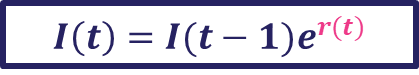 I(t) = I(t − 1)e^{r(t)}